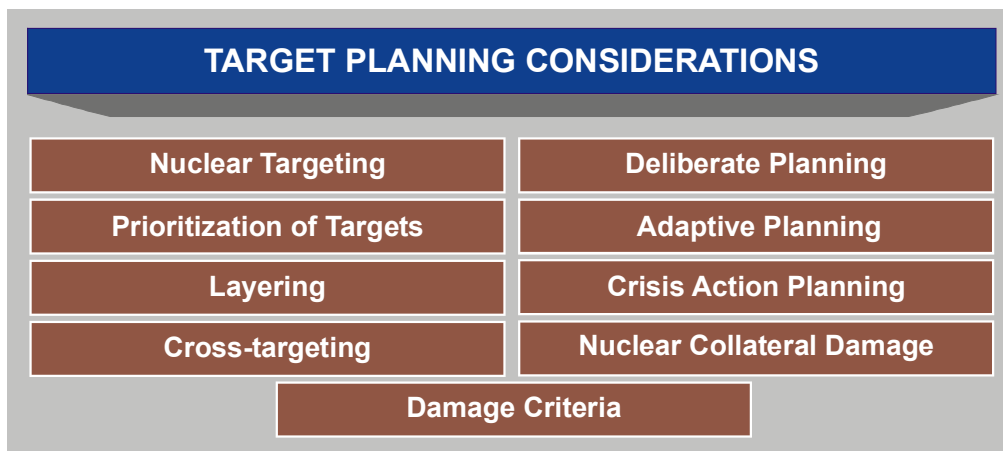 TARGET PLANNING CONSIDERATIONS
Nuclear Targeting
Deliberate Planning
Prioritization of Targets
Adaptive Planning
Layering
Crisis Action Planning
Cross-targeting
Nuclear Collateral Damage
Damage Criteria